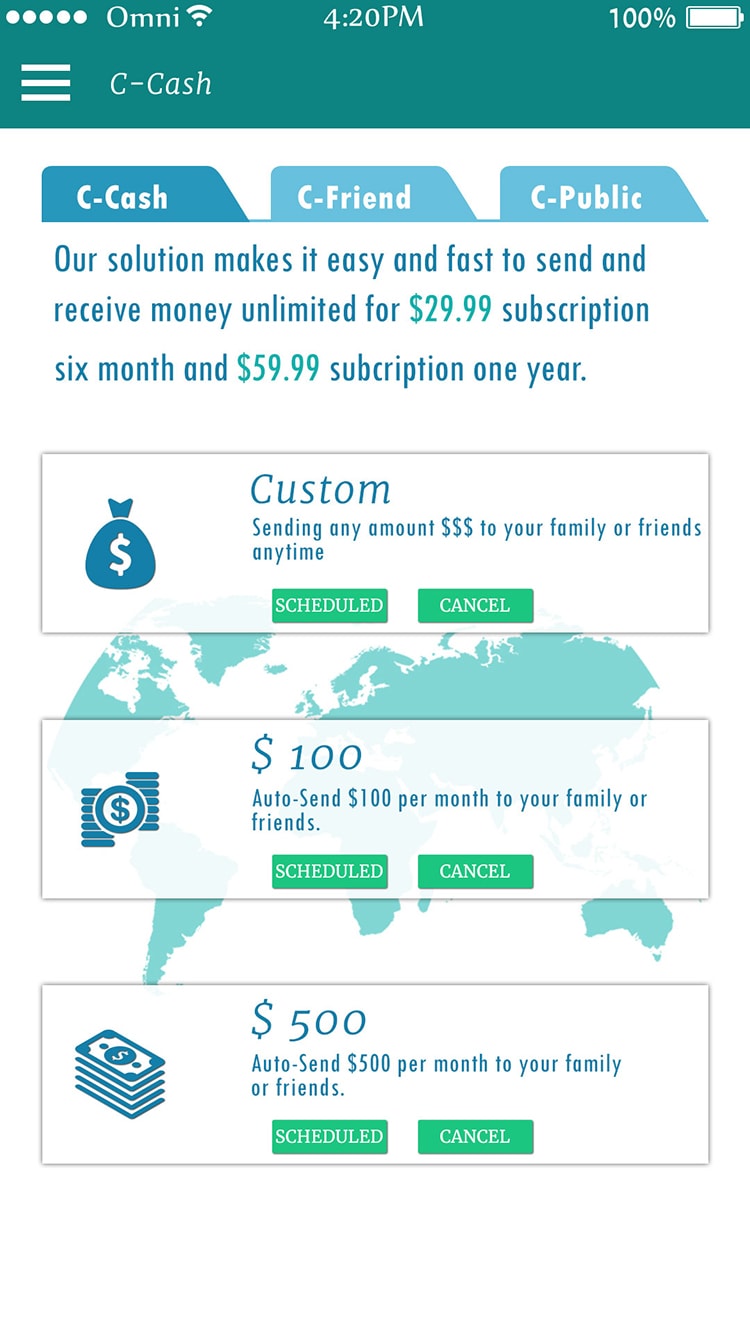 Omni 4:20PM 100%
C-Cash
C-Cash C-Friend C-Public
Our solution makes it easy and fast to send and
receive money unlimited for $29.99 subscription
six month and $59.99 subcription one year.
Custom
Sending any amount $$$ to your family or friends
anytime
SCHEDULED CANCEL
$ 100
Auto-Send $100 per month to your family or
friends.
SCHEDULED CANCEL
$ 500
Auto-Send $500 per month to your family
or friends.
SCHEDULED CANCEL